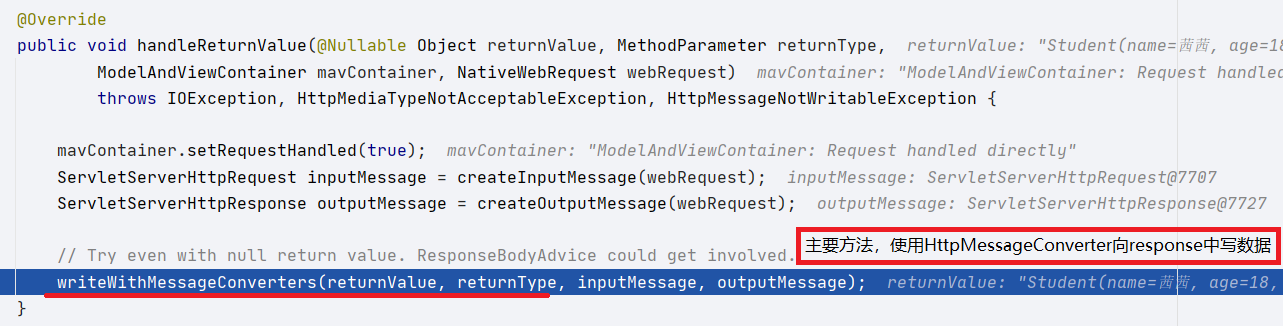 @Override
public void handleReturnValue(@Nullable Object returnValue, MethodParameter returnType, returnValue: "Student(name=茜茜, age=18
ModelAndViewContainer mavContainer, NativeWebRequest webRequest) mavContainer: "ModelAndViewContainer: Request handled
throws IOException, HttpMediaTypeNotAcceptableException, HttpMessageNotWritableException {
mavContainer.setRequestHandled(true); mavContainer: "ModelAndViewContainer: Request handled directly"
ServletServerHttpRequest inputMessage = createInputMessage(webRequest); inputMessage: ServletServerHttpRequest@7707
ServletServerHttpResponse outputMessage = createOutputMessage(webRequest); outputMessage: ServletServerHttpResponse@7727
主要方法，使用HttpMessageConverter向response中写数据
// Try even with null return value. ResponseBodyAdvice could get involved.
writeWithMessageConverters(returnValue, returnType, inputMessage, outputMessage); returnValue: "Student(name=茜茜, age=18,
}